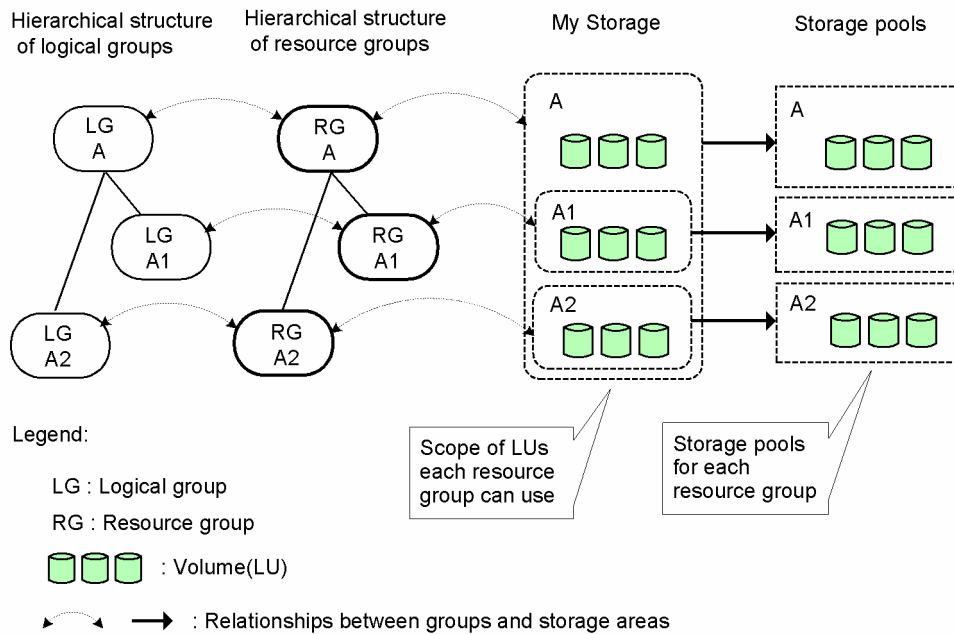 Hierarchical structure
of logical groups
Hierarchical structure
of resource groups
My Storage
Storage pools
LG
A
RG
A
A
A
LG
A1
RG
A1
A1
A1
LG
A2
RG
A2
A2
A2
Scope of LUs
each resource
group can use
Storage pools
for each
resource group
Legend:
LG : Logical group
RG : Resource group
: Volume(LU)
: Relationships between groups and storage areas